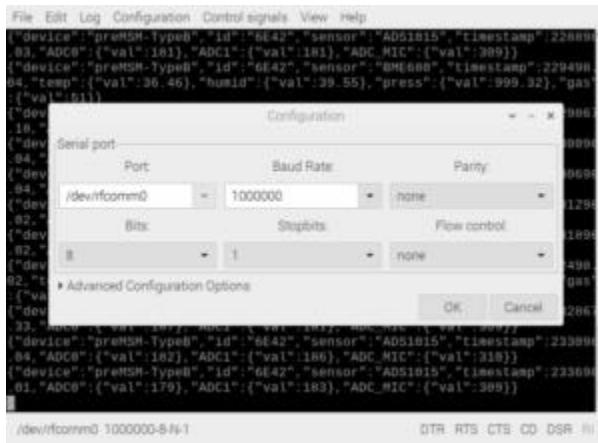 File Edit Log Configuration Control signals View Help
{"device":"preMSM-TypeB","id":"6E42","sensor":"ADS1015","timestamp":
03,"ADC0":{"val":181},"ADC1":{"val":181},"ADC_MIC":{"val":309}}
{"device":"preMSM-TypeB","id":"6E42","sensor":"BME680","timestamp":229498.
04,"temp":{"val":36.46},"humid":{"val":39.55},"press":{"val":999.32},"gas"
:{"val":51}}
Configuration
Serial port
Port: Baud Rate: Parity:
/dev/rfcomm0 1000000 none
Bits: Stopbits: Flow control:
8 1 none
Advanced Configuration Options
OK Cancel
{"device":"preMSM-TypeB","id":"6E42","sensor":"ADS1015","timestamp":
04,"ADC0":{"val":182},"ADC1":{"val":186},"ADC_MIC":{"val":310}}
{"device":"preMSM-TypeB","id":"6E42","sensor":"ADS1015","timestamp":
01,"ADC0":{"val":179},"ADC1":{"val":183},"ADC_MIC":{"val":309}}
/dev/rfcomm0 1000000-8-N-1 DTR RTS CTS CD DSR RI